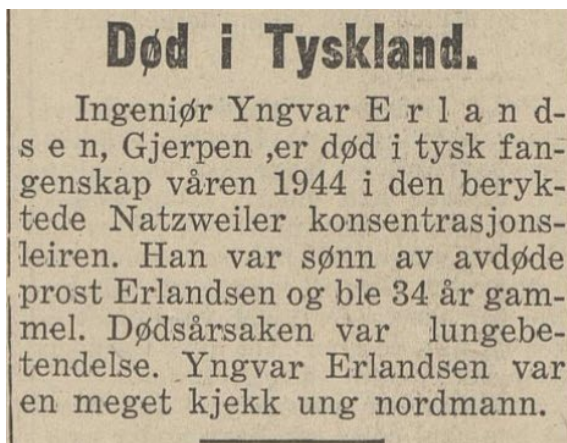 Død i Tyskland.
Ingeniør Yngvar E r l a n d-
s e n, Gjerpen ,er død i tysk fan-
genskap våren 1944 i den beryk-
tede Natzweiler konsentrasjons-
leiren. Han var sønn av avdøde
prost Erlandsen og ble 34 år gam-
mel. Dødsårsaken var lungebe-
tendelse. Yngvar Erlandsen var
en meget kjekk ung nordmann.